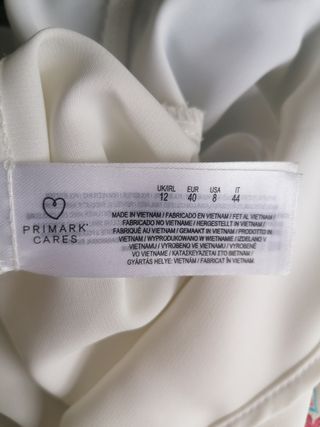 UK/IRL EUR USA IT
12 40 8 44
MADE IN VIETNAM / FABRICADO EN VIETNAM / FET AL VIETNAM
FABRICADO NO VIETNAME / HERGESTELLT IN VIETNAM /
FABRIQUÉ AU VIETNAM / GEMAAKT IN VIETNAM / PRODOTTO IN
VIETNAM / WYPRODUKOWANO W WIETNAMIE / IZDELANO V
VIETNAMU / VYROBENO VE VIETNAMU / VYROBENÉ
VO VIETNAME / ΚΑΤΑΣΚΕΥΑΖΕΤΑΙ ΣΤΟ ΒΙΕΤΝΑΜ /
GYÁRTÁS HELYE: VIETNAM / FABRICAT ÎN VIETNAM
PRIMARK
CARES